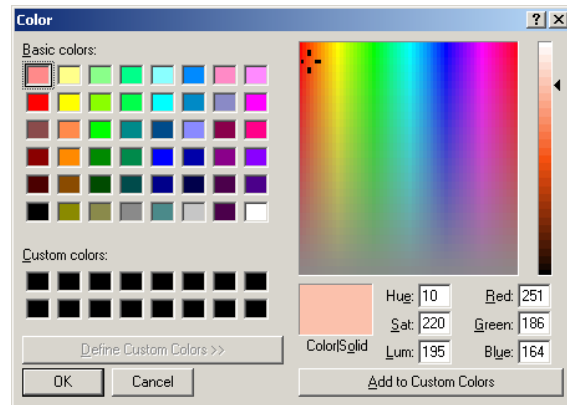 Color
Basic colors:
Custom colors:
Define Custom Colors >>
OK Cancel
Color|Solid
Hue: 10 Red: 251
Sat: 220 Green: 186
Lum: 195 Blue: 164
Add to Custom Colors